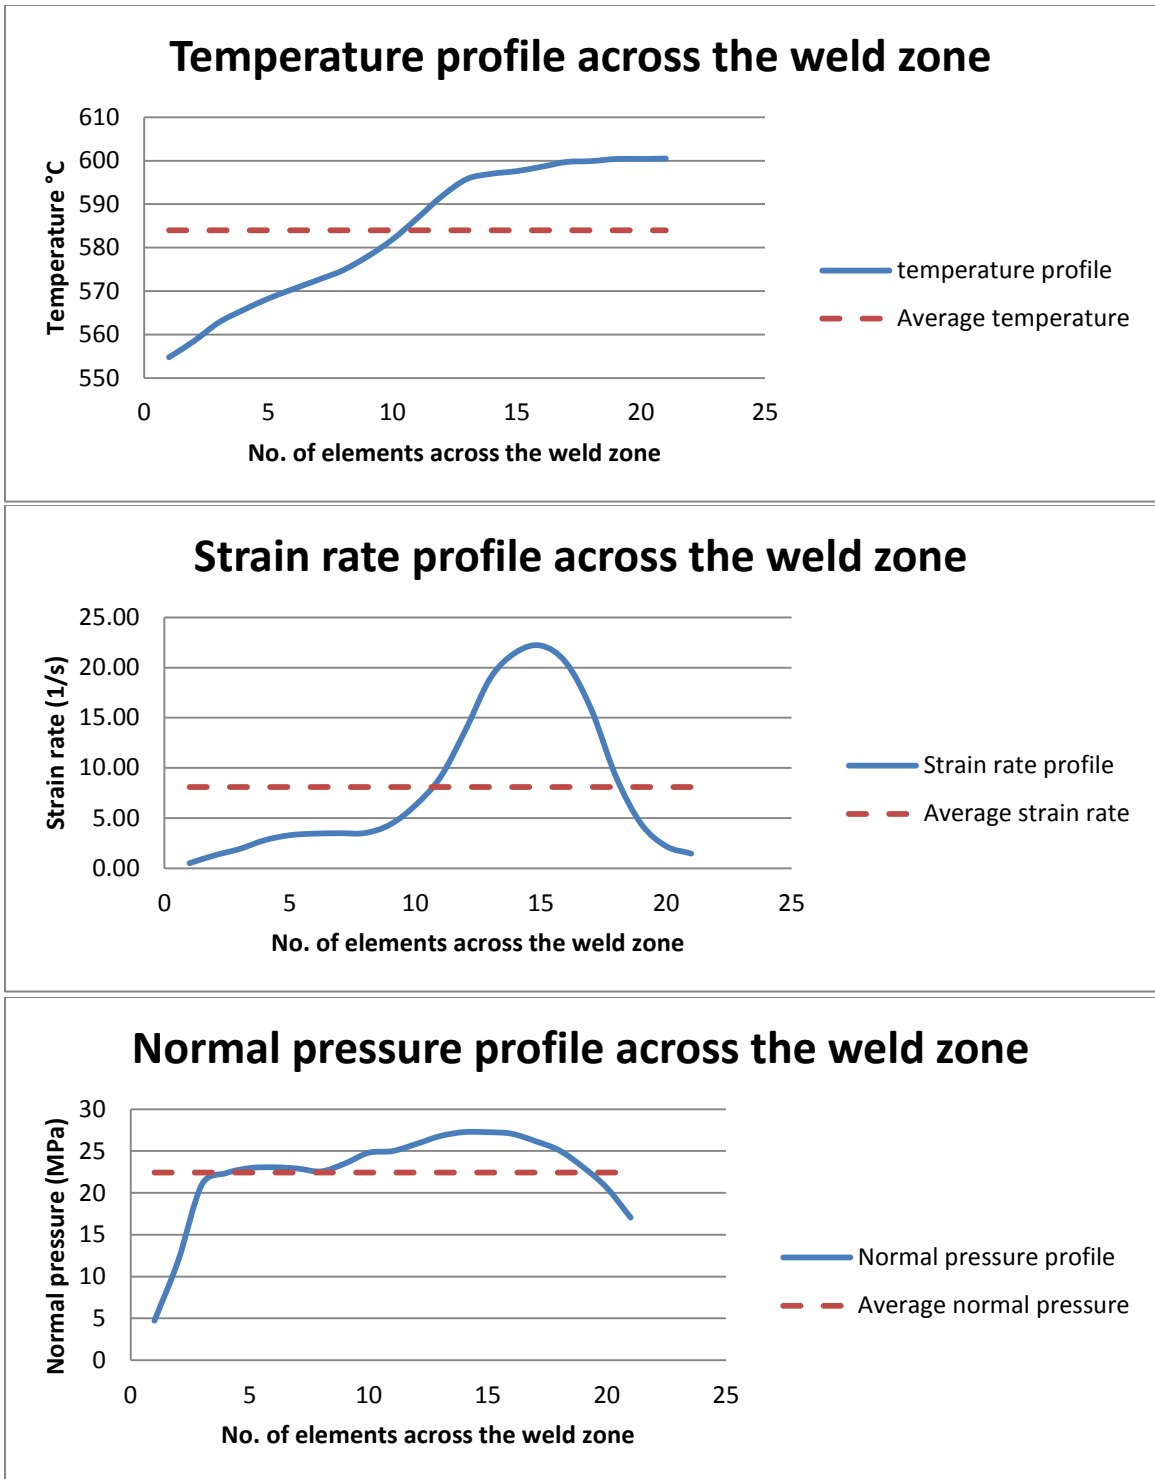 Temperature profile across the weld zone
610
600
590
580
570
560
550
Temperature °C
0 5 10 15 20 25
No. of elements across the weld zone
temperature profile
Average temperature
Strain rate profile across the weld zone
25.00
20.00
15.00
10.00
5.00
0.00
Strain rate (1/s)
0 5 10 15 20 25
No. of elements across the weld zone
Strain rate profile
Average strain rate
Normal pressure profile across the weld zone
30
25
20
15
10
5
0
Normal pressure (MPa)
0 5 10 15 20 25
No. of elements across the weld zone
Normal pressure profile
Average normal pressure